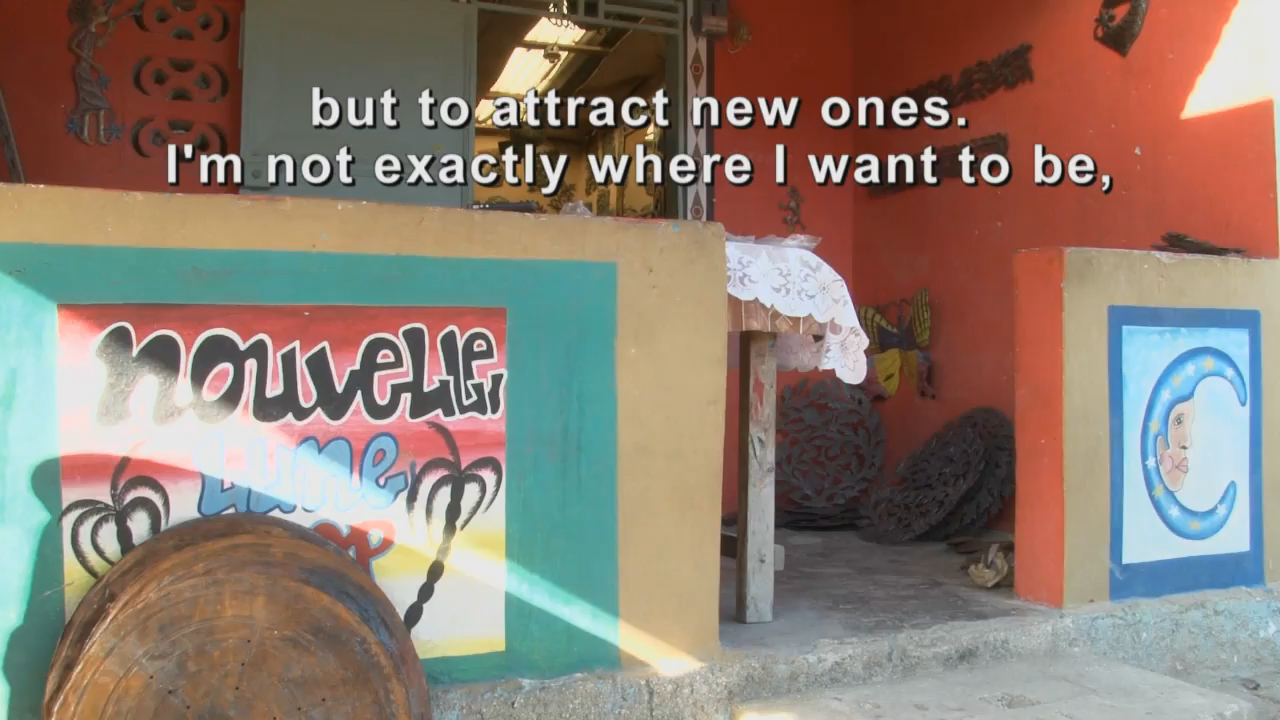 but to attract new ones.
I'm not exactly where I want to be,
nouvelle
Lune